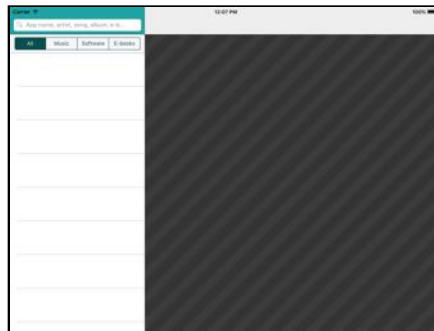 Carrier 12:07 PM 100%
App name, artist, song, album, e-b...
All Music Software E-books